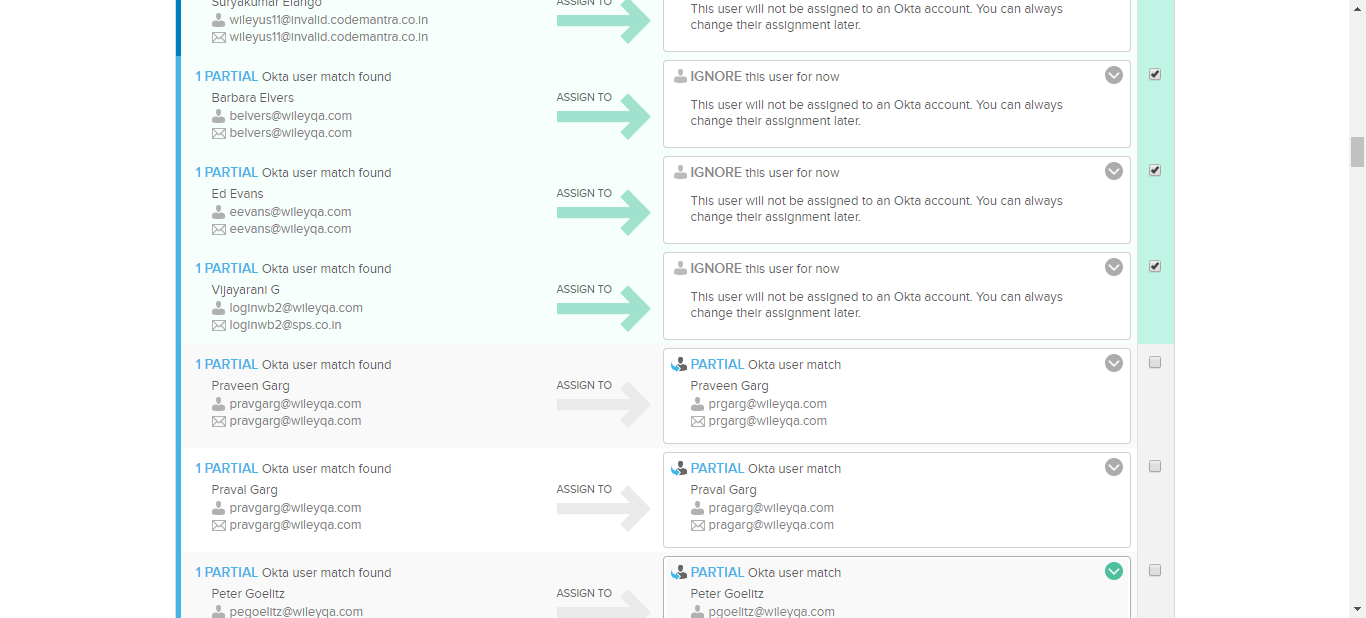 Suryakumar Elango
ASSIGN TO
This user will not be assigned to an Okta account. You can always
wileyus11@invalid.codemantra.co.in
change their assignment later.
wileyus11@invalid.codemantra.co.in
1 PARTIAL Okta user match found
IGNORE this user for now
Barbara Elvers
ASSIGN TO
This user will not be assigned to an Okta account. You can always
belvers@wileyqa.com
change their assignment later.
belvers@wileyqa.com
1 PARTIAL Okta user match found
IGNORE this user for now
Ed Evans
ASSIGN TO
This user will not be assigned to an Okta account. You can always
eevans@wileyqa.com
change their assignment later.
eevans@wileyqa.com
1 PARTIAL Okta user match found
IGNORE this user for now
Vijayarani G
ASSIGN TO
This user will not be assigned to an Okta account. You can always
loginwb2@wileyqa.com
change their assignment later.
loginwb2@sps.co.in
1 PARTIAL Okta user match found
PARTIAL Okta user match
Praveen Garg
ASSIGN TO
Praveen Garg
pravgarg@wileyqa.com
prgarg@wileyqa.com
pravgarg@wileyqa.com
prgarg@wileyqa.com
1 PARTIAL Okta user match found
PARTIAL Okta user match
Praval Garg
ASSIGN TO
Praval Garg
pravgarg@wileyqa.com
pragarg@wileyqa.com
pravgarg@wileyqa.com
pragarg@wileyqa.com
1 PARTIAL Okta user match found
PARTIAL Okta user match
Peter Goelitz
ASSIGN TO
Peter Goelitz
pegoelitz@wileyqa.com
pgoelitz@wileyqa.com